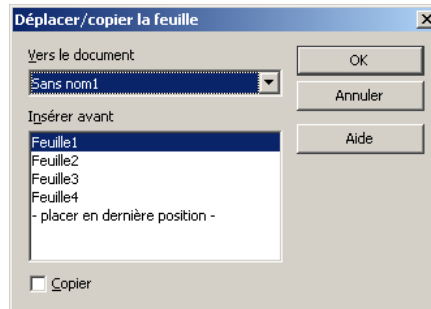 Déplacer/copier la feuille
Vers le document
Sans nom1
Insérer avant
Feuille1
Feuille2
Feuille3
Feuille4
- placer en dernière position -
Copier
OK
Annuler
Aide